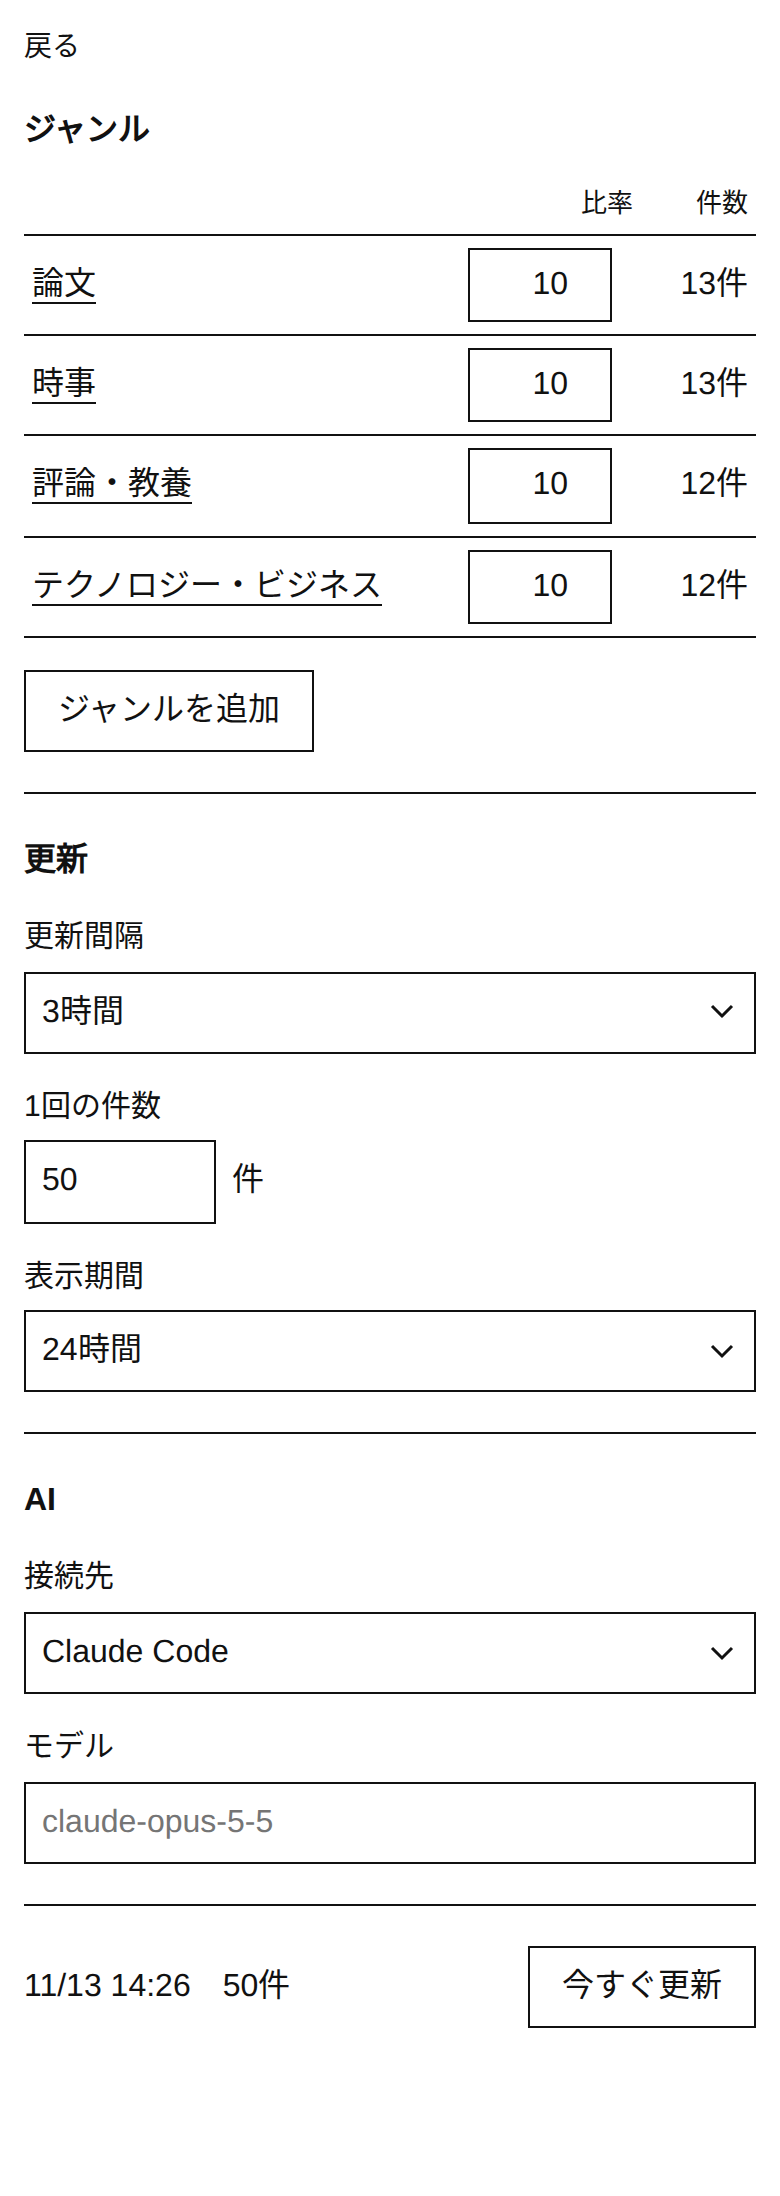 戻る
ジャンル
比率 件数
論文 10 13件
時事 10 13件
評論・教養 10 12件
テクノロジー・ビジネス 10 12件
ジャンルを追加
更新
更新間隔
3時間
1回の件数
50 件
表示期間
24時間
AI
接続先
Claude Code
モデル
claude-opus-5-5
11/13 14:26 50件 今すぐ更新